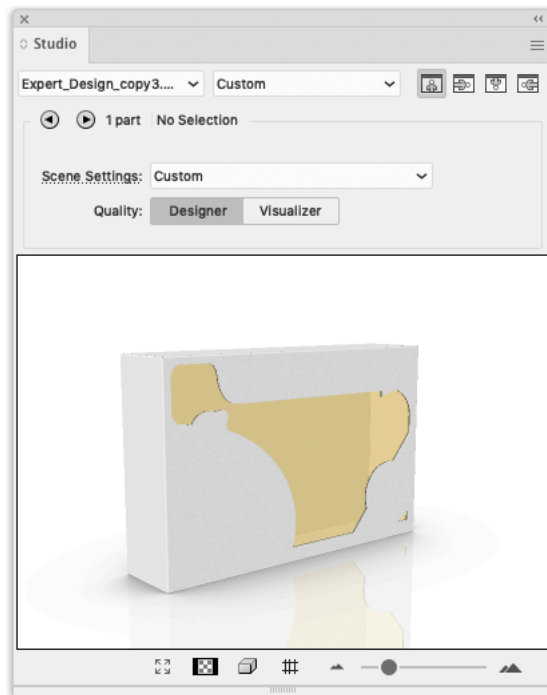 Studio
Expert_Design_copy3.... Custom
1 part No Selection
Scene Settings: Custom
Quality: Designer Visualizer